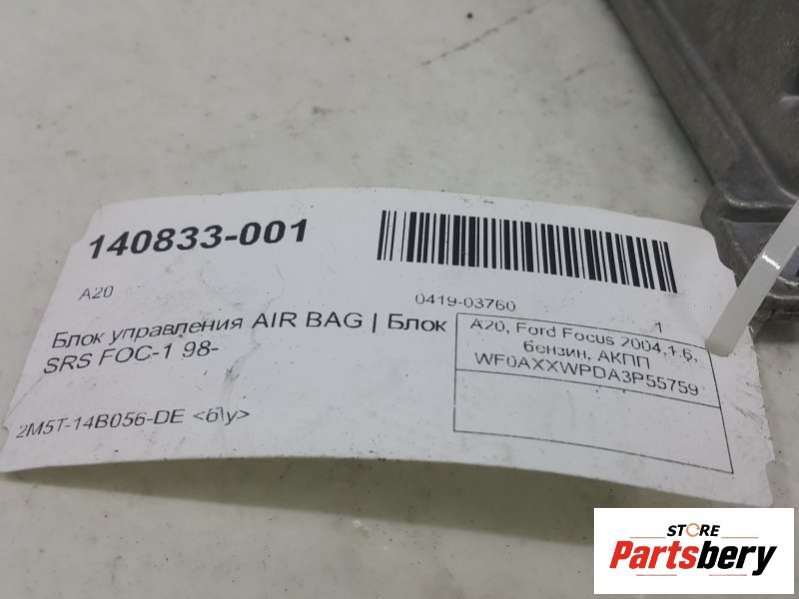 140833-001
A20
0419-03760
1
Блок управления AIR BAG | Блок
SRS FOC-1 98-
2M5T-14B056-DE <б\у>
A20, Ford Focus 2004,1.6,
бензин, АКПП
WF0AXXWPDA3P55759
STORE
Partsbery